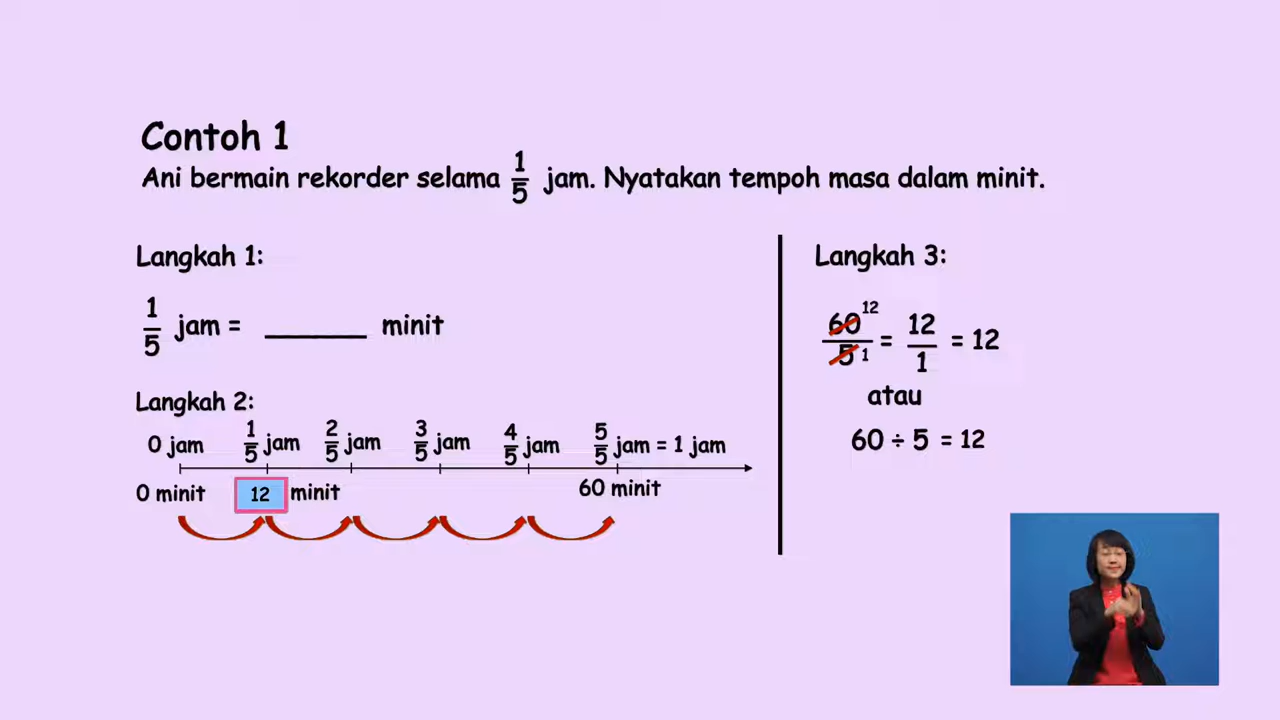 Contoh 1
Ani bermain rekorder selama 1/5 jam. Nyatakan tempoh masa dalam minit.
Langkah 1:
1/5 jam = _______ minit
Langkah 2:
0 jam 1/5 jam 2/5 jam 3/5 jam 4/5 jam 5/5 jam = 1 jam
0 minit 12 minit 60 minit
Langkah 3:
60 12 / 5 1 = 12/1 = 12
atau
60 ÷ 5 = 12